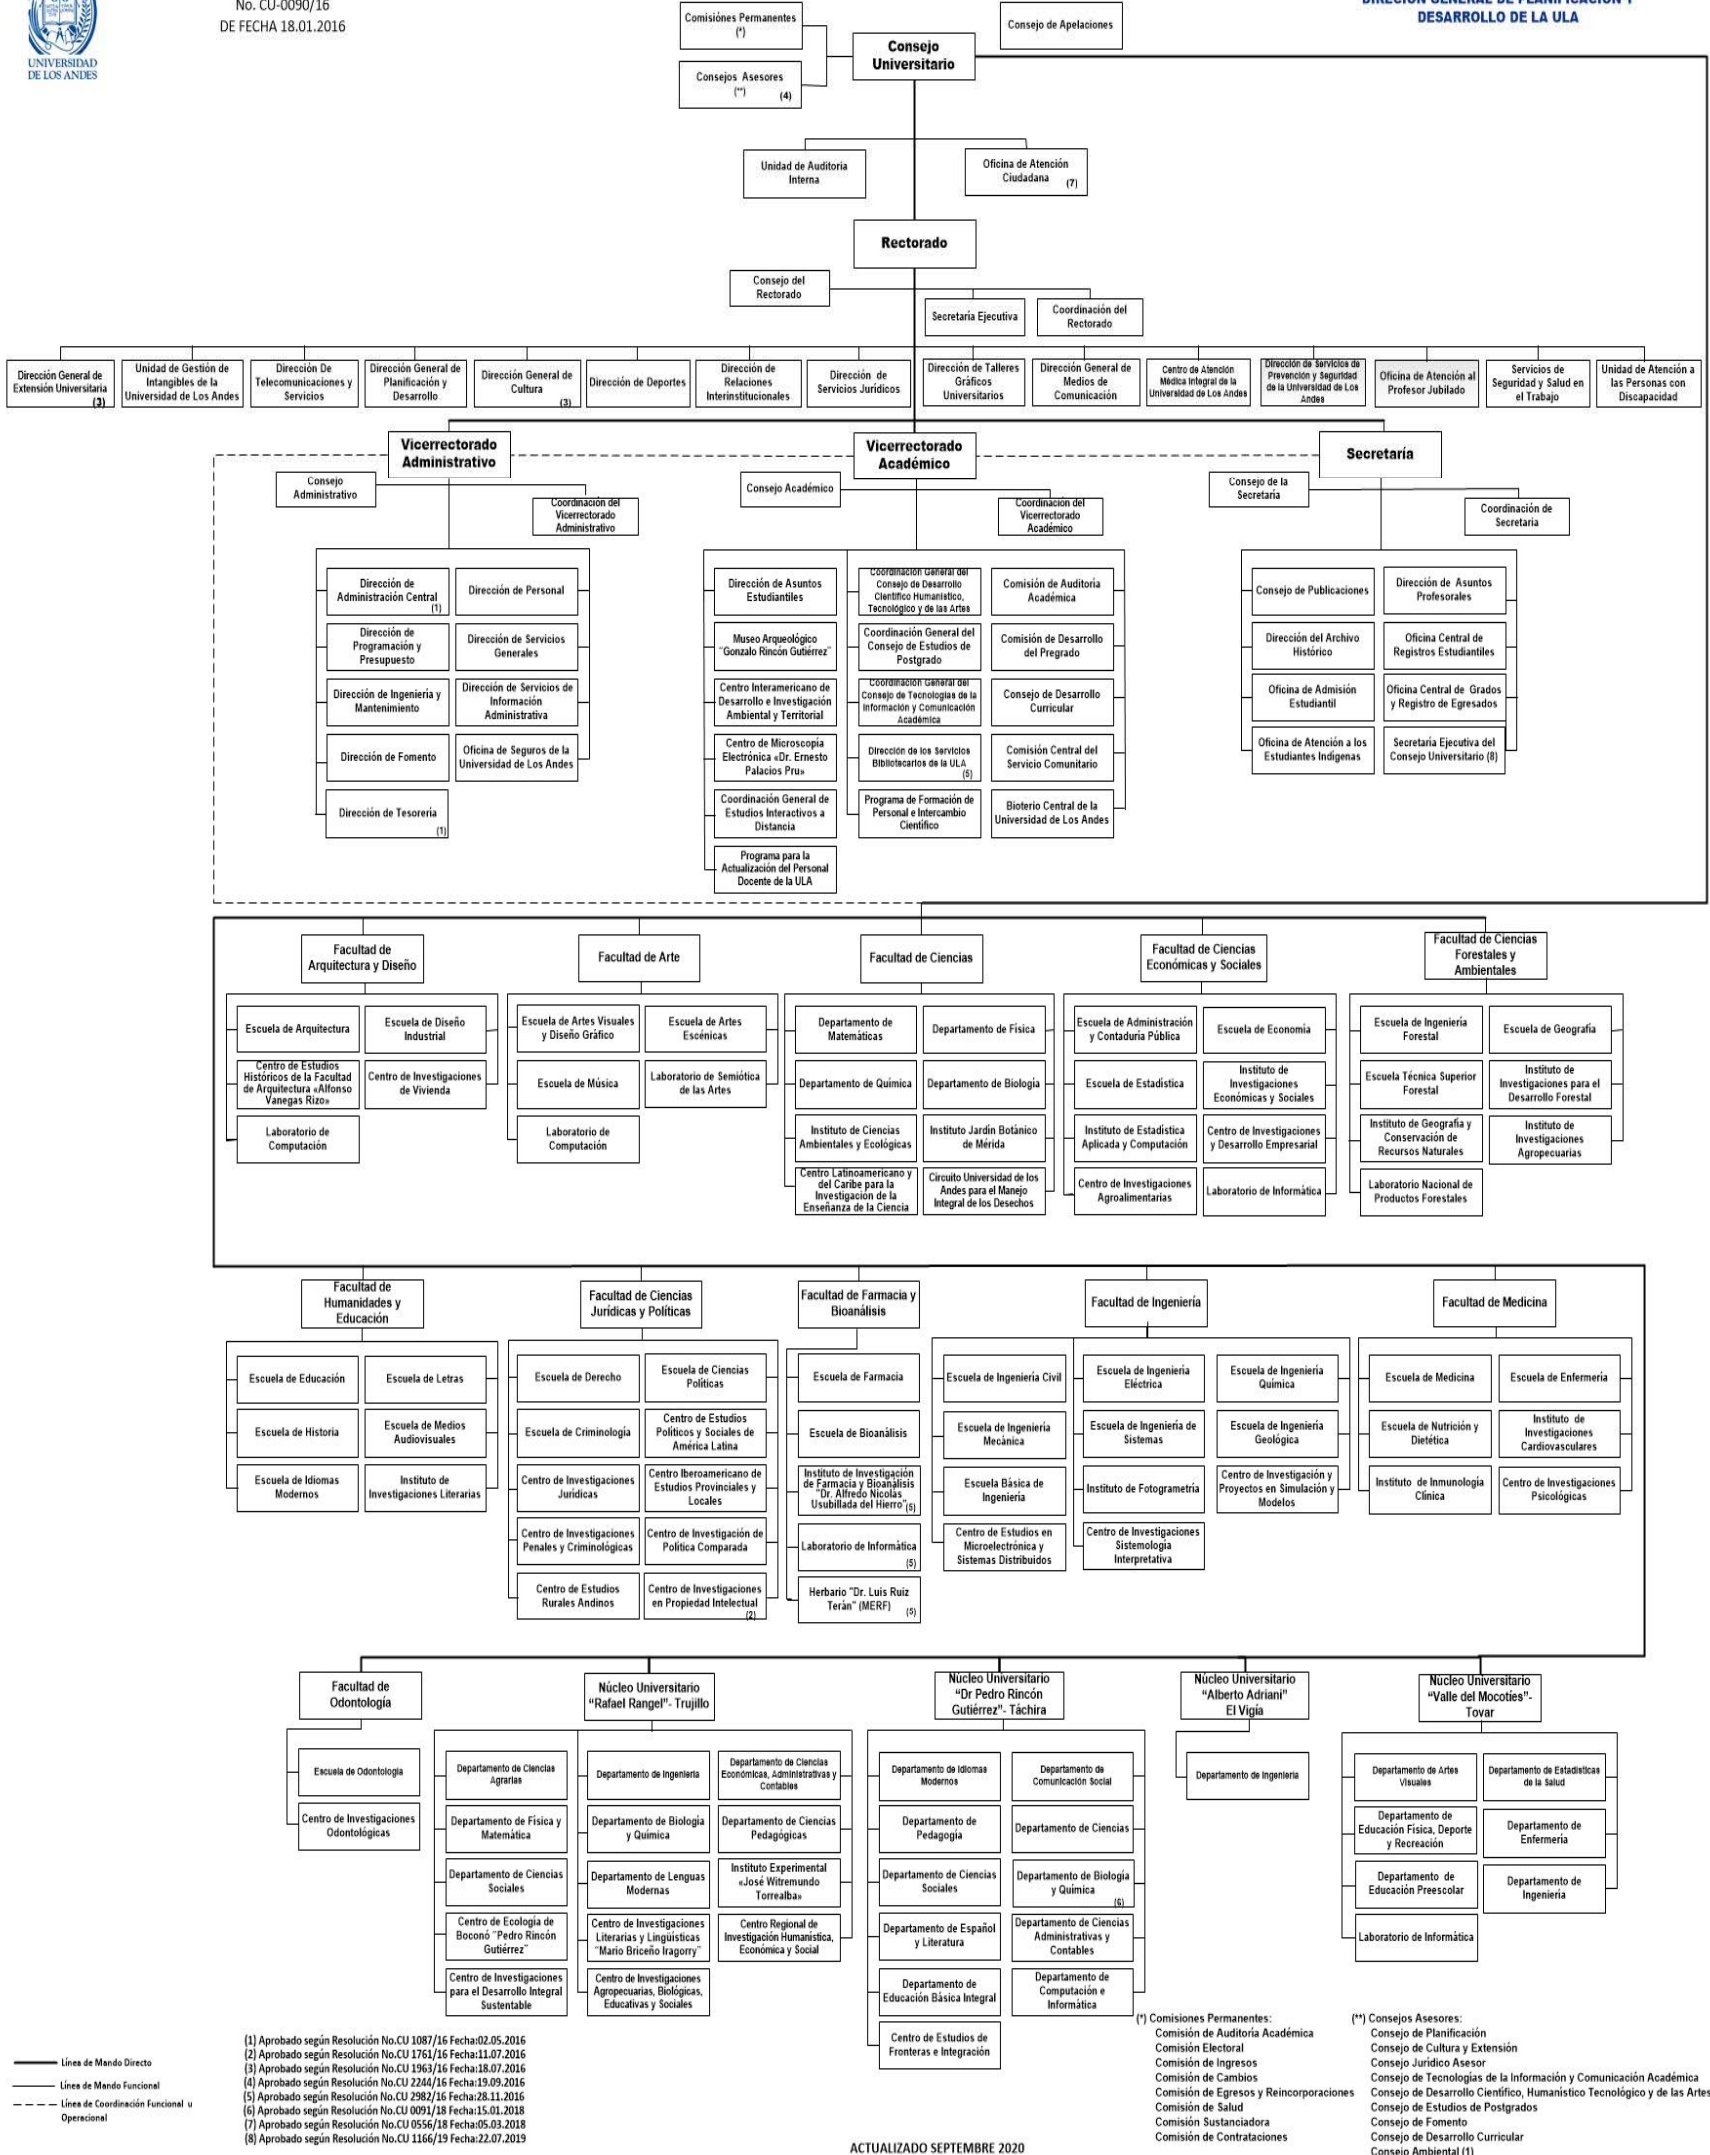 No. CU-0090/16
DE FECHA 18.01.2016
UNIVERSIDAD
DE LOS ANDES
DIRECIÓN GENERAL DE PLANIFICACIÓN Y
DESARROLLO DE LA ULA
Comisiónes Permanentes
(*)
Consejo de Apelaciones
Consejo
Universitario
Consejos Asesores
(**)
(4)
Unidad de Auditoria
Interna
Oficina de Atención
Ciudadana
(7)
Rectorado
Consejo del
Rectorado
Secretaría Ejecutiva
Coordinación del
Rectorado
Dirección General de
Extensión Universitaria
(3)
Unidad de Gestión de
Intangibles de la
Universidad de Los Andes
Dirección De
Telecomunicaciones y
Servicios
Dirección General de
Planificación y
Desarrollo
Dirección General de
Cultura
(3)
Dirección de Deportes
Dirección de
Relaciones
Interinstitucionales
Dirección de
Servicios Jurídicos
Dirección de Talleres
Gráficos
Universitarios
Dirección General de
Medios de
Comunicación
Centro de Atención
Médica Integral de la
Universidad de Los Andes
Dirección de Servicios de
Prevención y Seguridad
de la Universidad de Los
Andes
Oficina de Atención al
Profesor Jubilado
Servicios de
Seguridad y Salud en
el Trabajo
Unidad de Atención a
las Personas con
Discapacidad
Vicerrectorado
Administrativo
Vicerrectorado
Académico
Secretaría
Consejo
Administrativo
Coordinación del
Vicerrectorado
Administrativo
Consejo Académico
Coordinación del
Vicerrectorado
Académico
Consejo de la
Secretaria
Coordinación de
Secretaria
Dirección de
Administración Central
(1)
Dirección de Personal
Dirección de
Programación y
Presupuesto
Dirección de Servicios
Generales
Dirección de Ingeniería y
Mantenimiento
Dirección de Servicios de
Información
Administrativa
Dirección de Fomento
Oficina de Seguros de la
Universidad de Los Andes
Dirección de Tesorería
(1)
Dirección de Asuntos
Estudiantiles
Coordinación General del
Consejo de Desarrollo
Científico Humanístico,
Tecnológico y de las Artes
Comisión de Auditoría
Académica
Museo Arqueológico
"Gonzalo Rincón Gutiérrez"
Coordinación General del
Consejo de Estudios de
Postgrado
Comisión de Desarrollo
del Pregrado
Centro Interamericano de
Desarrollo e Investigación
Ambiental y Territorial
Coordinación General del
Consejo de Tecnologías de la
Información y Comunicación
Académica
Consejo de Desarrollo
Curricular
Centro de Microscopia
Electrónica «Dr. Ernesto
Palacios Pru»
Dirección de los Servicios
Bibliotecarios de la ULA
(5)
Comisión Central del
Servicio Comunitario
Coordinación General de
Estudios Interactivos a
Distancia
Programa de Formación de
Personal e Intercambio
Científico
Bioterio Central de la
Universidad de Los Andes
Programa para la
Actualización del Personal
Docente de la ULA
Consejo de Publicaciones
Dirección de Asuntos
Profesorales
Dirección del Archivo
Histórico
Oficina Central de
Registros Estudiantiles
Oficina de Admisión
Estudiantil
Oficina Central de Grados
y Registro de Egresados
Oficina de Atención a los
Estudiantes Indígenas
Secretaría Ejecutiva del
Consejo Universitario (8)
Facultad de
Arquitectura y Diseño
Facultad de Arte
Facultad de Ciencias
Facultad de Ciencias
Económicas y Sociales
Facultad de Ciencias
Forestales y
Ambientales
Escuela de Arquitectura
Escuela de Diseño
Industrial
Centro de Estudios
Históricos de la Facultad
de Arquitectura «Alfonso
Vanegas Rizo»
Centro de Investigaciones
de Vivienda
Laboratorio de
Computación
Escuela de Artes Visuales
y Diseño Gráfico
Escuela de Artes
Escénicas
Escuela de Música
Laboratorio de Semiótica
de las Artes
Laboratorio de
Computación
Departamento de
Matemáticas
Departamento de Física
Departamento de Química
Departamento de Biología
Instituto de Ciencias
Ambientales y Ecológicas
Instituto Jardín Botánico
de Mérida
Centro Latinoamericano y
del Caribe para la
Investigación de la
Enseñanza de la Ciencia
Circuito Universidad de los
Andes para el Manejo
Integral de los Desechos
Escuela de Administración
y Contaduría Pública
Escuela de Economía
Escuela de Estadística
Instituto de
Investigaciones
Económicas y Sociales
Instituto de Estadística
Aplicada y Computación
Centro de Investigaciones
y Desarrollo Empresarial
Centro de Investigaciones
Agroalimentarias
Laboratorio de Informática
Escuela de Ingeniería
Forestal
Escuela de Geografía
Escuela Técnica Superior
Forestal
Instituto de
Investigaciones para el
Desarrollo Forestal
Instituto de Geografía y
Conservación de
Recursos Naturales
Instituto de
Investigaciones
Agropecuarias
Laboratorio Nacional de
Productos Forestales
Facultad de
Humanidades y
Educación
Facultad de Ciencias
Jurídicas y Políticas
Facultad de Farmacia y
Bioanálisis
Facultad de Ingeniería
Facultad de Medicina
Escuela de Educación
Escuela de Letras
Escuela de Historia
Escuela de Medios
Audiovisuales
Escuela de Idiomas
Modernos
Instituto de
Investigaciones Literarias
Escuela de Derecho
Escuela de Ciencias
Políticas
Escuela de Criminología
Centro de Estudios
Políticos y Sociales de
América Latina
Centro de Investigaciones
Jurídicas
Centro Iberoamericano de
Estudios Provinciales y
Locales
Centro de Investigaciones
Penales y Criminológicas
Centro de Investigación de
Política Comparada
Centro de Estudios
Rurales Andinos
Centro de Investigaciones
en Propiedad Intelectual
(2)
Escuela de Farmacia
Escuela de Bioanálisis
Instituto de Investigación
de Farmacia y Bioanálisis
"Dr. Alfredo Nicolás
Usubillada del Hierro"(5)
Laboratorio de Informática
(5)
Herbario "Dr. Luis Ruiz
Terán" (MERF)
(5)
Escuela de Ingeniería Civil
Escuela de Ingeniería
Eléctrica
Escuela de Ingeniería
Química
Escuela de Ingeniería
Mecánica
Escuela de Ingeniería de
Sistemas
Escuela de Ingeniería
Geológica
Escuela Básica de
Ingeniería
Instituto de Fotogrametría
Centro de Investigación y
Proyectos en Simulación y
Modelos
Centro de Estudios en
Microelectrónica y
Sistemas Distribuidos
Centro de Investigaciones
Sistemología
Interpretativa
Escuela de Medicina
Escuela de Enfermería
Escuela de Nutrición y
Dietética
Instituto de
Investigaciones
Cardiovasculares
Instituto de Inmunología
Clínica
Centro de Investigaciones
Psicológicas
Facultad de
Odontología
Núcleo Universitario
"Rafael Rangel"- Trujillo
Núcleo Universitario
"Dr Pedro Rincón
Gutiérrez"- Táchira
Núcleo Universitario
"Alberto Adriani"
El Vigía
Núcleo Universitario
"Valle del Mocotíes"-
Tovar
Escuela de Odontología
Centro de Investigaciones
Odontológicas
Departamento de Ciencias
Agrarias
Departamento de Ingenieria
Departamento de Ciencias
Económicas, Administrativas y
Contables
Departamento de Física y
Matemática
Departamento de Biología
y Química
Departamento de Ciencias
Pedagógicas
Departamento de Ciencias
Sociales
Departamento de Lenguas
Modernas
Instituto Experimental
«José Witremundo
Torrealba»
Centro de Ecología de
Boconó "Pedro Rincón
Gutiérrez"
Centro de Investigaciones
Literarias y Lingüísticas
"Mario Briceño Iragorry"
Centro Regional de
Investigación Humanística,
Económica y Social
Centro de Investigaciones
para el Desarrollo Integral
Sustentable
Centro de Investigaciones
Agropecuarias, Biológicas,
Educativas y Sociales
Departamento de Idiomas
Modernos
Departamento de
Comunicación Social
Departamento de
Pedagogía
Departamento de Ciencias
Departamento de Ciencias
Sociales
Departamento de Biología
y Química
(6)
Departamento de Español
y Literatura
Departamento de Ciencias
Administrativas y
Contables
Departamento de
Educación Básica Integral
Departamento de
Computación e
Informática
Centro de Estudios de
Fronteras e Integración
Departamento de Ingenieria
Departamento de Artes
Visuales
Departamento de Estadísticas
de la Salud
Departamento de
Educación Física, Deporte
y Recreación
Departamento de
Enfermería
Departamento de
Educación Preescolar
Departamento de
Ingeniería
Laboratorio de Informática
Línea de Mando Directo
Línea de Mando Funcional
Línea de Coordinación Funcional u
Operacional
(1) Aprobado según Resolución No.CU 1087/16 Fecha:02.05.2016
(2) Aprobado según Resolución No.CU 1761/16 Fecha:11.07.2016
(3) Aprobado según Resolución No.CU 1963/16 Fecha:18.07.2016
(4) Aprobado según Resolución No.CU 2244/16 Fecha:19.09.2016
(5) Aprobado según Resolución No.CU 2982/16 Fecha:28.11.2016
(6) Aprobado según Resolución No.CU 0091/18 Fecha:15.01.2018
(7) Aprobado según Resolución No.CU 0556/18 Fecha:05.03.2018
(8) Aprobado según Resolución No.CU 1166/19 Fecha:22.07.2019
(*) Comisiones Permanentes:
Comisión de Auditoría Académica
Comisión Electoral
Comisión de Ingresos
Comisión de Cambios
Comisión de Egresos y Reincorporaciones
Comisión de Salud
Comisión Sustanciadora
Comisión de Contrataciones
(**) Consejos Asesores:
Consejo de Planificación
Consejo de Cultura y Extensión
Consejo Jurídico Asesor
Consejo de Tecnologías de la Información y Comunicación Académica
Consejo de Desarrollo Científico, Humanístico Tecnológico y de las Artes
Consejo de Estudios de Postgrados
Consejo de Fomento
Consejo de Desarrollo Curricular
Consejo Ambiental (1)
ACTUALIZADO SEPTEMBRE 2020